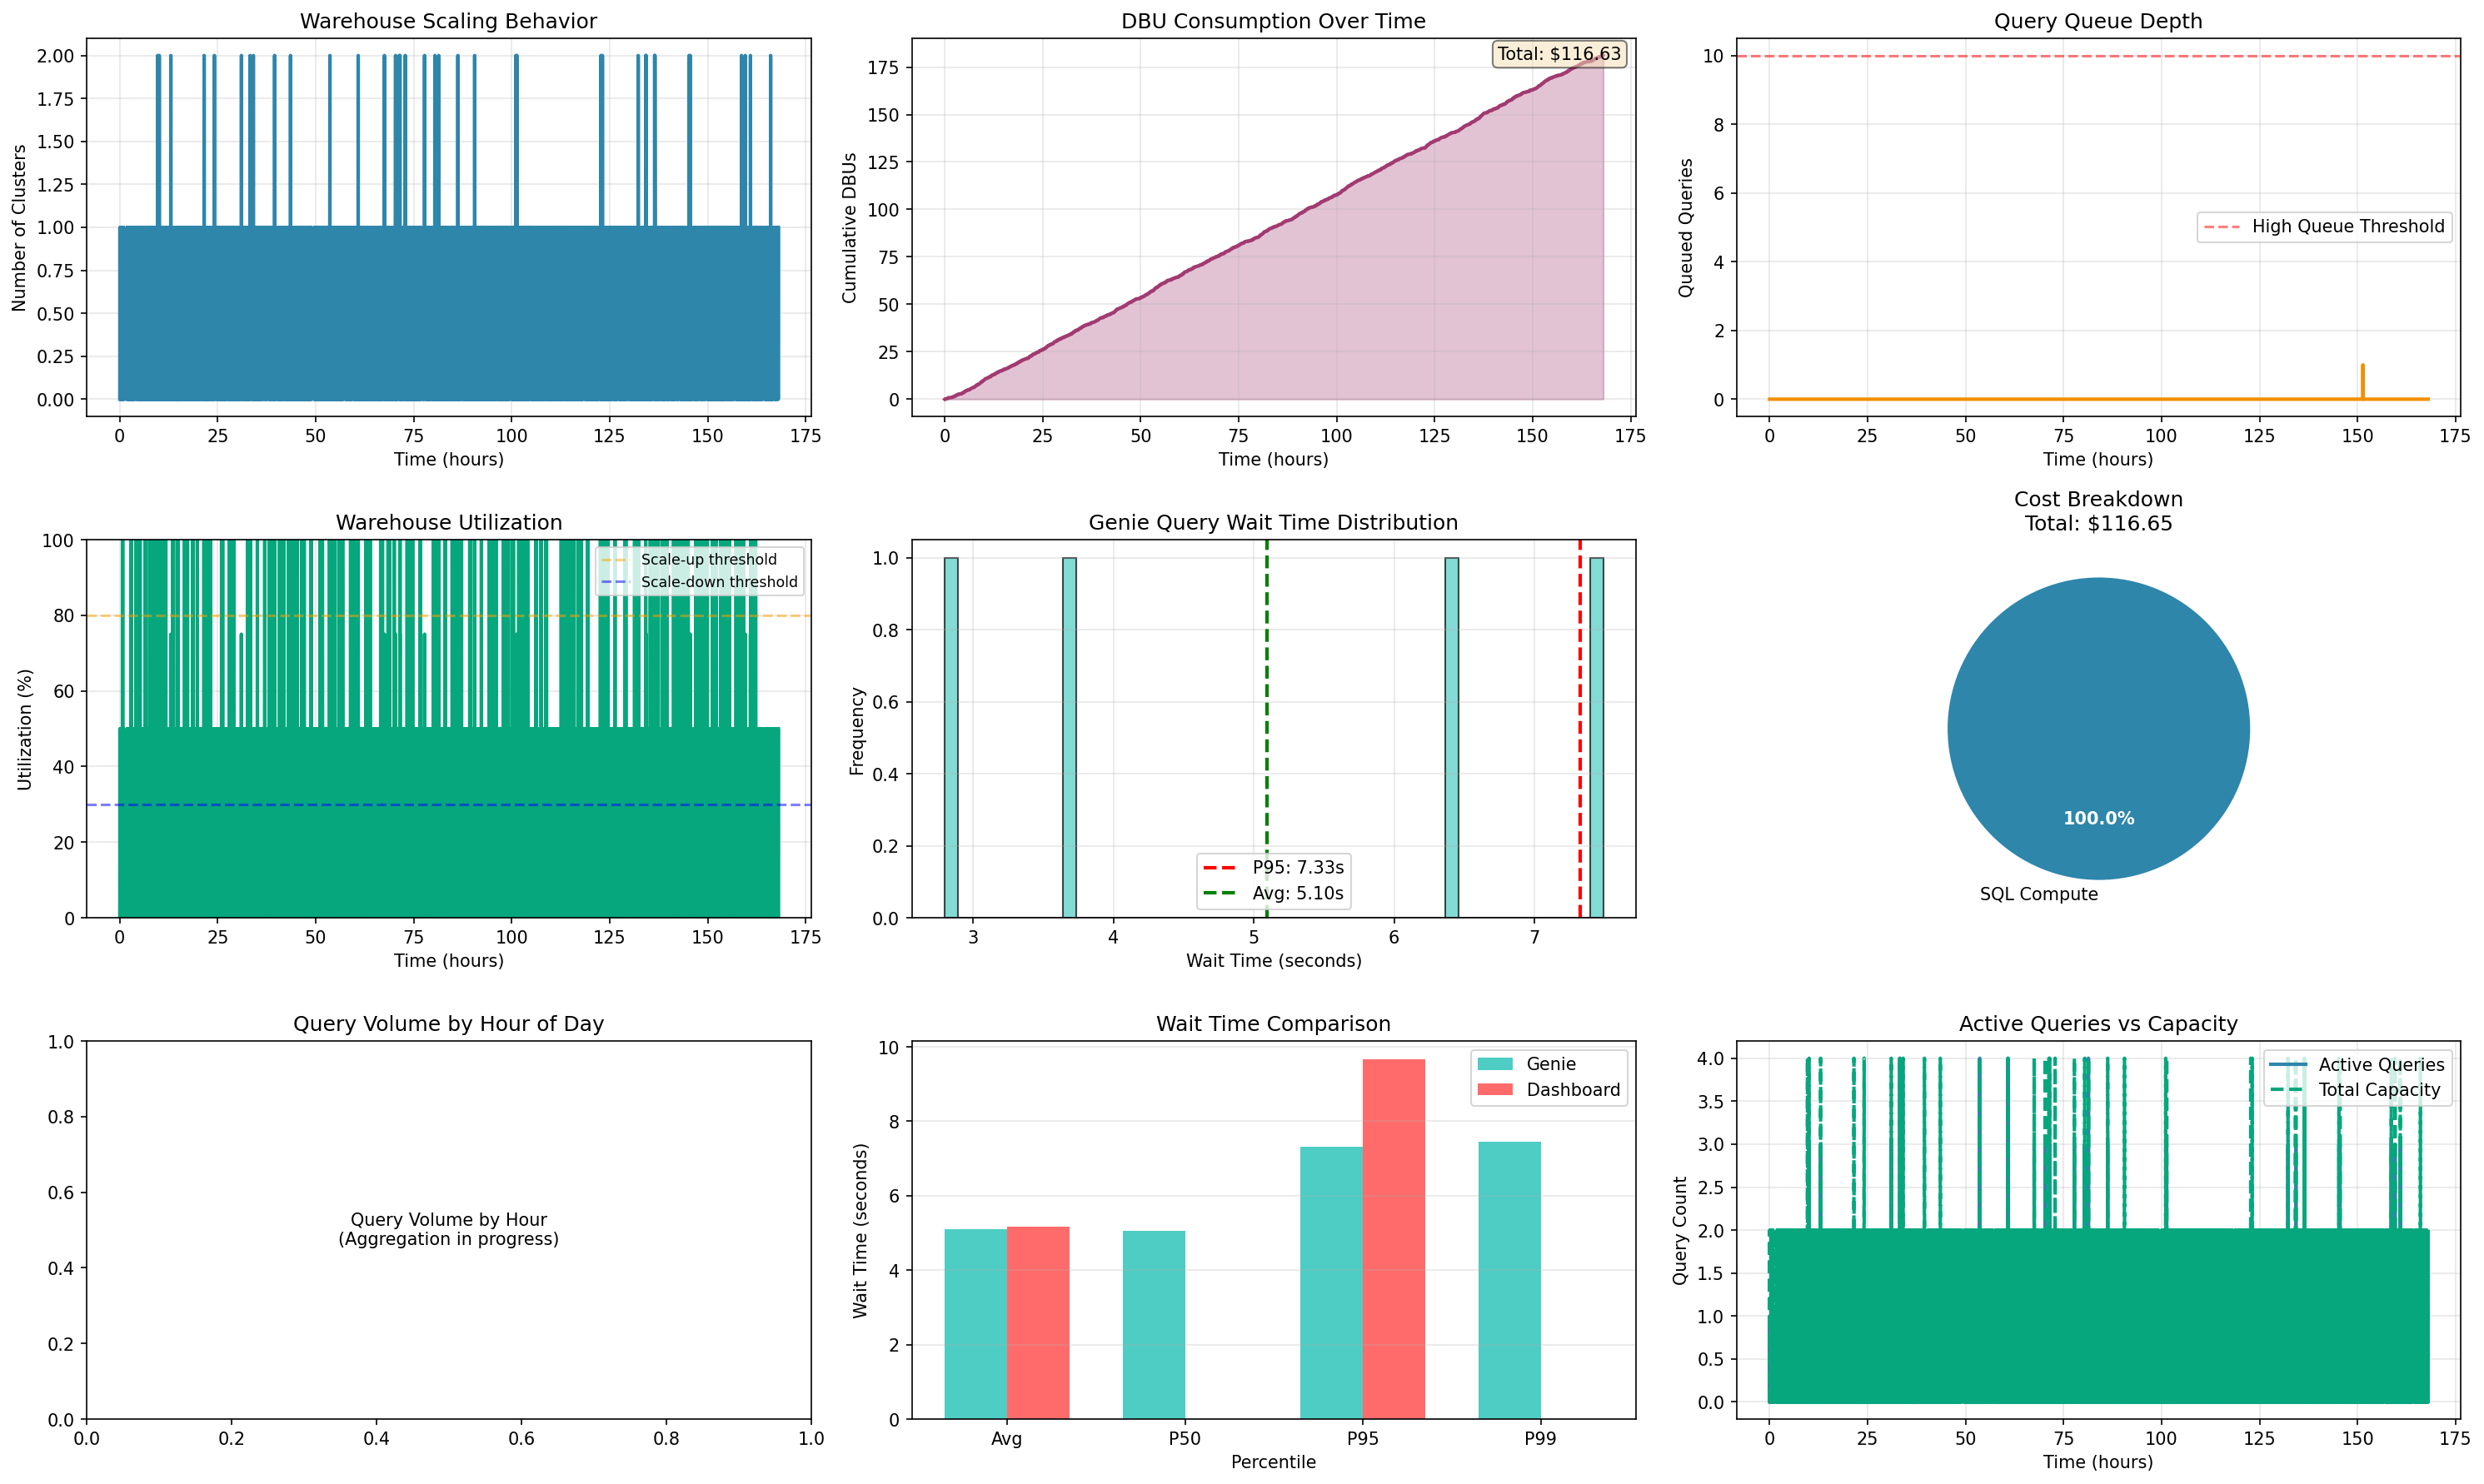 Warehouse Scaling Behavior
Number of Clusters
2.00
1.75
1.50
1.25
1.00
0.75
0.50
0.25
0.00
0 25 50 75 100 125 150 175
Time (hours)
DBU Consumption Over Time
Total: $116.63
Cumulative DBUs
175
150
125
100
75
50
25
0
0 25 50 75 100 125 150 175
Time (hours)
Query Queue Depth
Queued Queries
10
8
6
4
2
0
High Queue Threshold
0 25 50 75 100 125 150 175
Time (hours)
Warehouse Utilization
Utilization (%)
100
80
60
40
20
0
Scale-up threshold
Scale-down threshold
0 25 50 75 100 125 150 175
Time (hours)
Genie Query Wait Time Distribution
Frequency
1.0
0.8
0.6
0.4
0.2
0.0
P95: 7.33s
Avg: 5.10s
3 4 5 6 7
Wait Time (seconds)
Cost Breakdown
Total: $116.65
100.0%
SQL Compute
Query Volume by Hour of Day
1.0
0.8
0.6
0.4
0.2
0.0
Query Volume by Hour
(Aggregation in progress)
0.0 0.2 0.4 0.6 0.8 1.0
Wait Time Comparison
Wait Time (seconds)
10
8
6
4
2
0
Genie
Dashboard
Avg P50 P95 P99
Percentile
Active Queries vs Capacity
Query Count
4.0
3.5
3.0
2.5
2.0
1.5
1.0
0.5
0.0
Active Queries
Total Capacity
0 25 50 75 100 125 150 175
Time (hours)